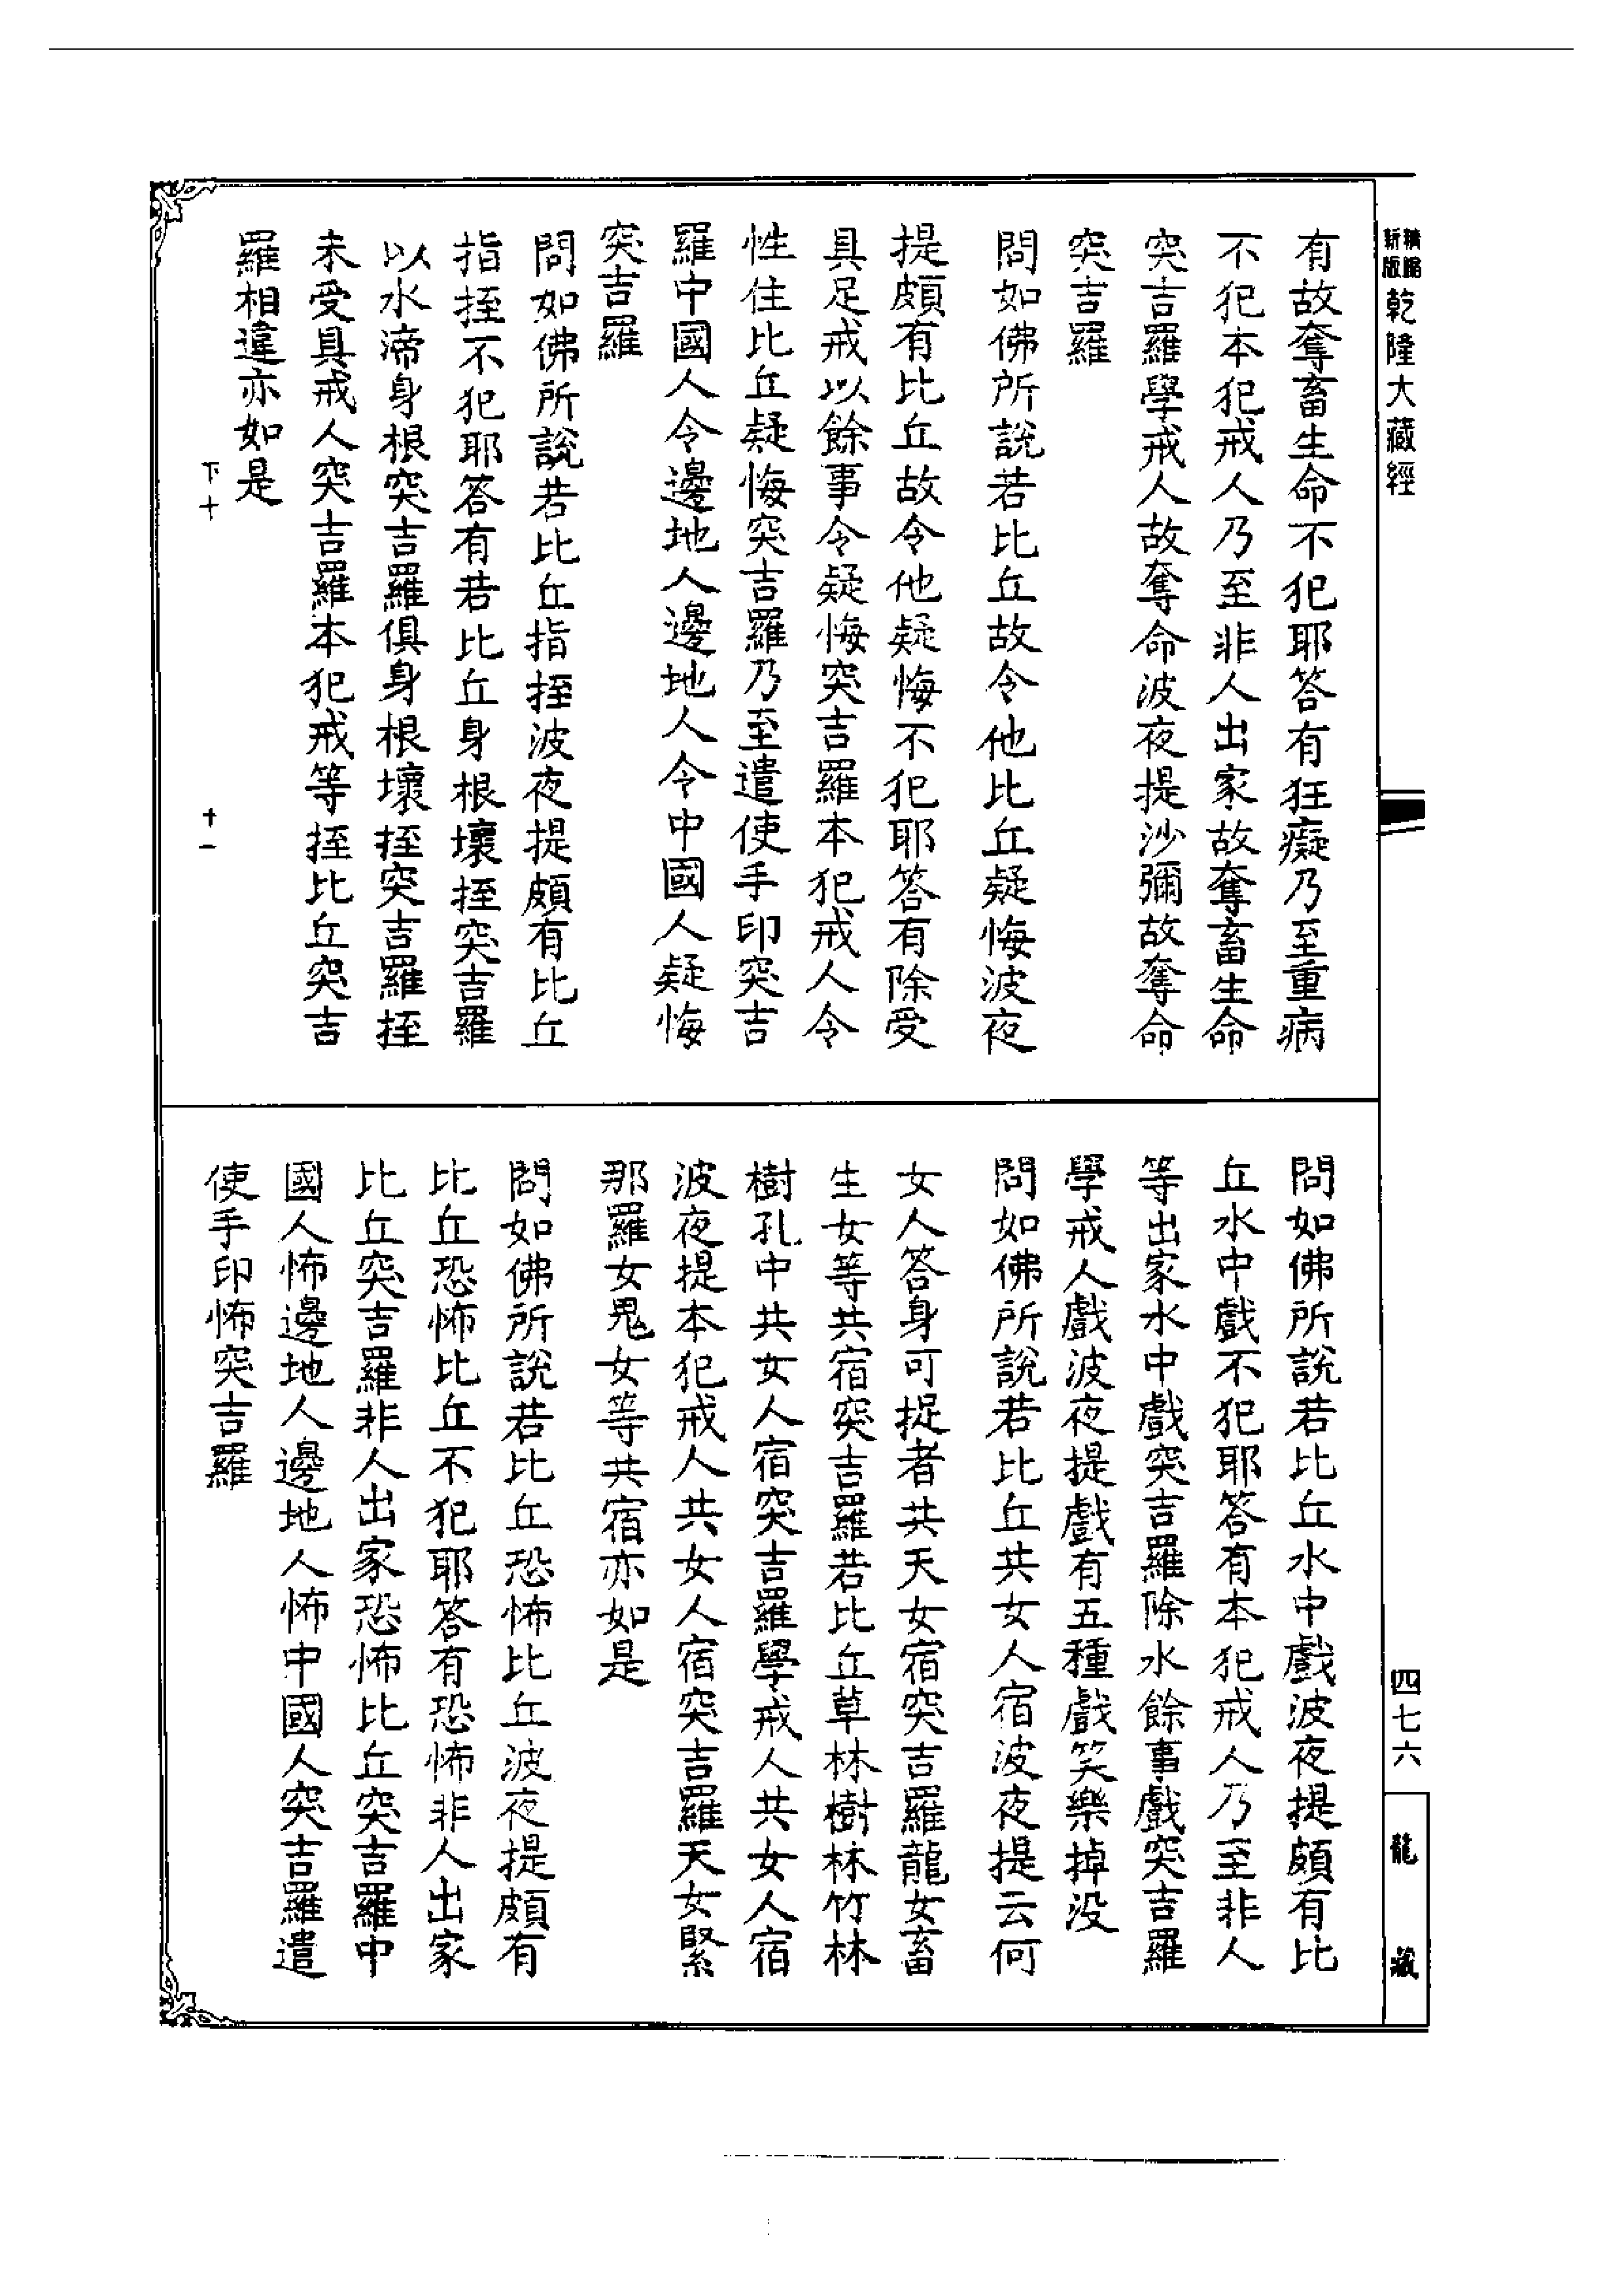 精縮
新版
乾隆大藏經
有故奪畜生命不犯耶答有狂癡乃至重病
不犯本犯戒人乃至非人出家故奪畜生命
突吉羅學戒人故奪命波夜提沙彌故奪命
突吉羅
問如佛所說若比丘故令他比丘疑悔波夜
提頗有比丘故令他疑悔不犯耶答有除受
具足戒以餘事令疑悔突吉羅本犯戒人令
性住比丘疑悔突吉羅乃至遣使手印突吉
羅中國人令邊地人邊地人令中國人疑悔
突吉羅
問如佛所說若比丘指挃波夜提頗有比丘
指挃不犯耶答有若比丘身根壞挃突吉羅
以水渧身根突吉羅俱身根壞挃突吉羅挃
未受具戒人突吉羅本犯戒等挃比丘突吉
羅相違亦如是
下十
十一
問如佛所說若比丘水中戲波夜提頗有比
丘水中戲不犯耶答有本犯戒人乃至非人
等出家水中戲突吉羅除水餘事戲突吉羅
學戒人戲波夜提戲有五種戲笑樂掉没
問如佛所說若比丘共女人宿波夜提云何
女人答身可捉者共天女宿突吉羅龍女畜
生女等共宿突吉羅若比丘草林樹林竹林
樹孔中共女人宿突吉羅學戒人共女人宿
波夜提本犯戒人共女人宿突吉羅天女緊
那羅女鬼女等共宿亦如是
問如佛所說若比丘恐怖比丘波夜提頗有
比丘恐怖比丘不犯耶答有恐怖非人出家
比丘突吉羅非人出家恐怖比丘突吉羅中
國人怖邊地人邊地人怖中國人突吉羅遣
使手印怖突吉羅
四七六
龍藏